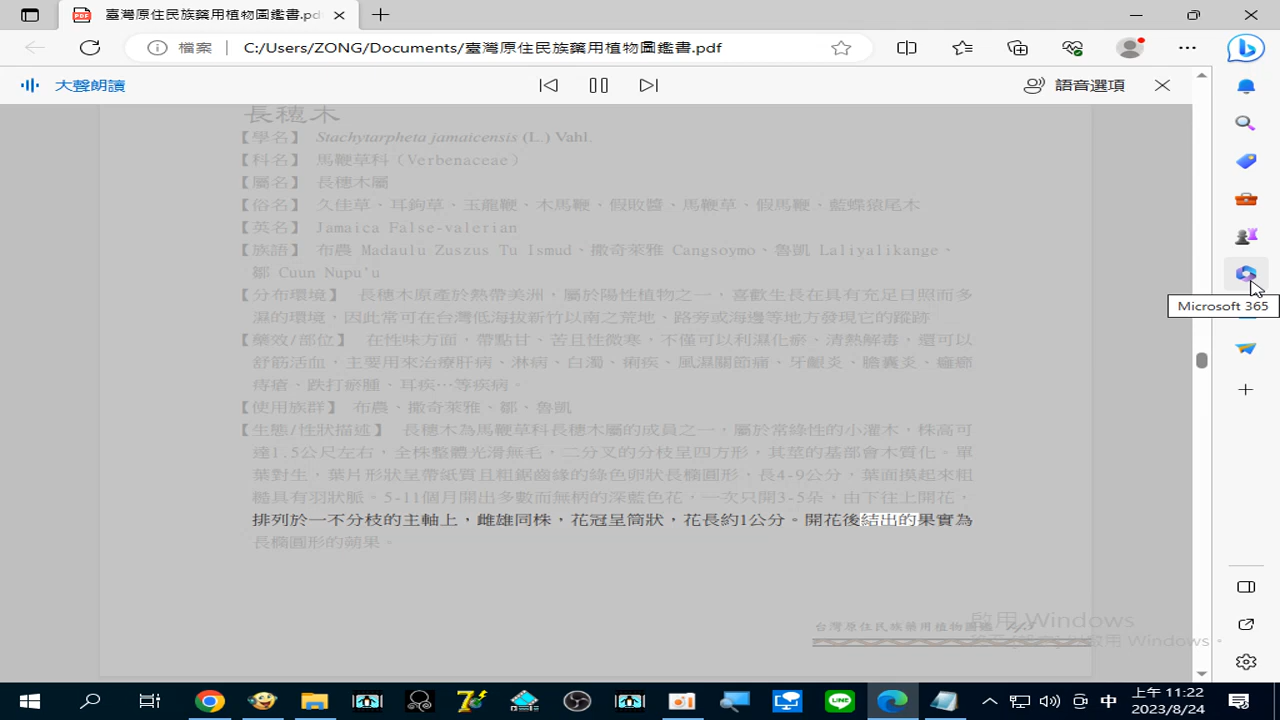 臺灣原住民族藥用植物圖鑑書.pdf
檔案 C:/Users/ZONG/Documents/臺灣原住民族藥用植物圖鑑書.pdf
大聲朗讀
語音選項
長穗木
【學名】 Stachytarpheta jamaicensis (L.) Vahl.
【科名】 馬鞭草科（Verbenaceae）
【屬名】 長穗木屬
【俗名】 久佳草、耳鉤草、玉龍鞭、木馬鞭、假敗醬、馬鞭草、假馬鞭、藍蝶猿尾木
【英名】 Jamaica False-valerian
【族語】 布農 Madaulu Zuszus Tu Ismud、撒奇萊雅 Cangsoymo、魯凱 Laliyalikange、
鄒 Cuun Nupu'u
【分布環境】 長穗木原產於熱帶美洲，屬於陽性植物之一，喜歡生長在具有充足日照而多
濕的環境，因此常可在台灣低海拔新竹以南之荒地、路旁或海邊等地方發現它的蹤跡
【藥效/部位】 在性味方面，帶點甘、苦且性微寒，不僅可以利濕化瘀、清熱解毒，還可以
舒筋活血，主要用來治療肝病、淋病、白濁、痢疾、風濕關節痛、牙齦炎、膽囊炎、癰癤
痔瘡、跌打瘀腫、耳疾…等疾病。
【使用族群】 布農、撒奇萊雅、鄒、魯凱
【生態/性狀描述】 長穗木為馬鞭草科長穗木屬的成員之一，屬於常綠性的小灌木，株高可
達1.5公尺左右，全株整體光滑無毛，二分叉的分枝呈四方形，其莖的基部會木質化。單
葉對生，葉片形狀呈帶紙質且粗鋸齒緣的綠色卵狀長橢圓形，長4-9公分，葉面摸起來粗
糙具有羽狀脈。5-11個月開出多數而無柄的深藍色花，一次只開3-5朵，由下往上開花，
排列於一不分枝的主軸上，雌雄同株，花冠呈筒狀，花長約1公分。開花後結出的果實為
長橢圓形的蒴果。
Microsoft 365
台灣原住民族藥用植物圖鑑
啟用 Windows
中
上午 11:22
2023/8/24